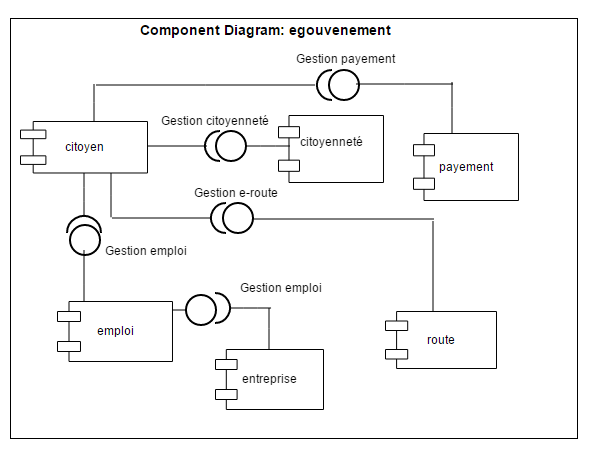 Component Diagram: egouvenement
Gestion payement
Gestion citoyenneté
citoyen
citoyenneté
payement
Gestion e-route
Gestion emploi
Gestion emploi
emploi
route
entreprise